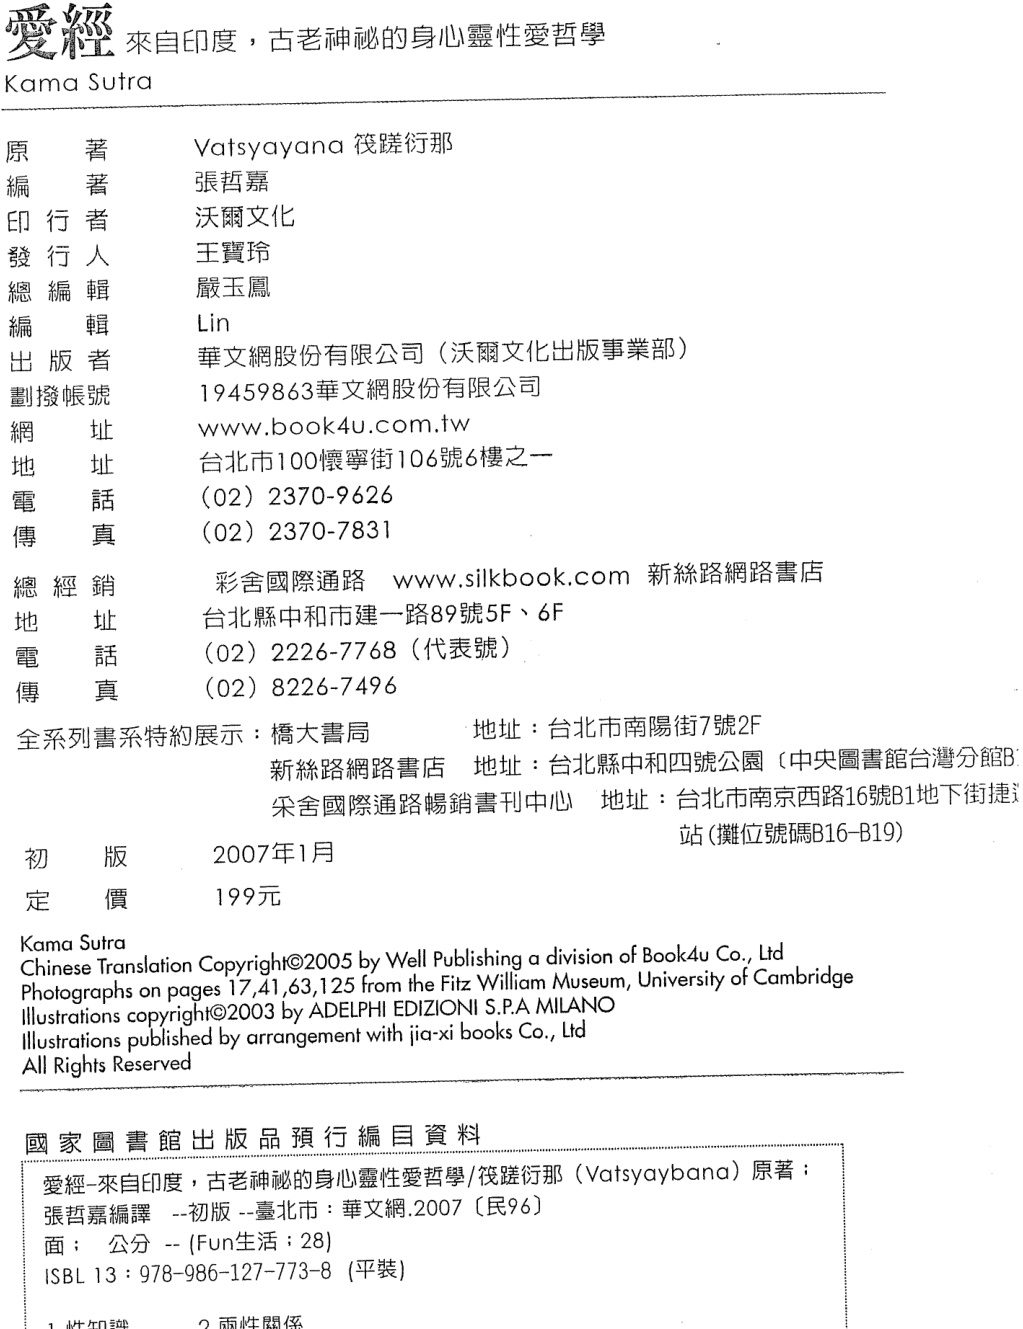 愛經 來自印度，古老神祕的身心靈性愛哲學
Kama Sutra
原著 Vatsyayana 筏蹉衍那
編著 張哲嘉
印行者 沃爾文化
發行人 王寶玲
總編輯 嚴玉鳳
編輯 Lin
出版者 華文網股份有限公司（沃爾文化出版事業部）
劃撥帳號 19459863華文網股份有限公司
網址 www.book4u.com.tw
地址 台北市100懷寧街106號6樓之一
電話 （02）2370-9626
傳真 （02）2370-7831
總經銷 彩舍國際通路 www.silkbook.com 新絲路網路書店
地址 台北縣中和市建一路89號5F、6F
電話 （02）2226-7768（代表號）
傳真 （02）8226-7496
全系列書系特約展示：橋大書局 地址：台北市南陽街7號2F
新絲路網路書店 地址：台北縣中和四號公園〔中央圖書館台灣分館B
采舍國際通路暢銷書刊中心 地址：台北市南京西路16號B1地下街捷
站(攤位號碼B16-B19)
初版 2007年1月
定價 199元
Kama Sutra
Chinese Translation Copyright©2005 by Well Publishing a division of Book4u Co., Ltd
Photographs on pages 17,41,63,125 from the Fitz William Museum, University of Cambridge
Illustrations copyright©2003 by ADELPHI EDIZIONI S.P.A MILANO
Illustrations published by arrangement with jia-xi books Co., Ltd
All Rights Reserved
國家圖書館出版品預行編目資料
愛經-來自印度，古老神祕的身心靈性愛哲學/筏蹉衍那（Vatsyaybana）原著；
張哲嘉編譯 --初版 --臺北市：華文網.2007〔民96〕
面； 公分 -- (Fun生活；28)
ISBL 13：978-986-127-773-8 (平裝)
1.性知識 2.兩性關係